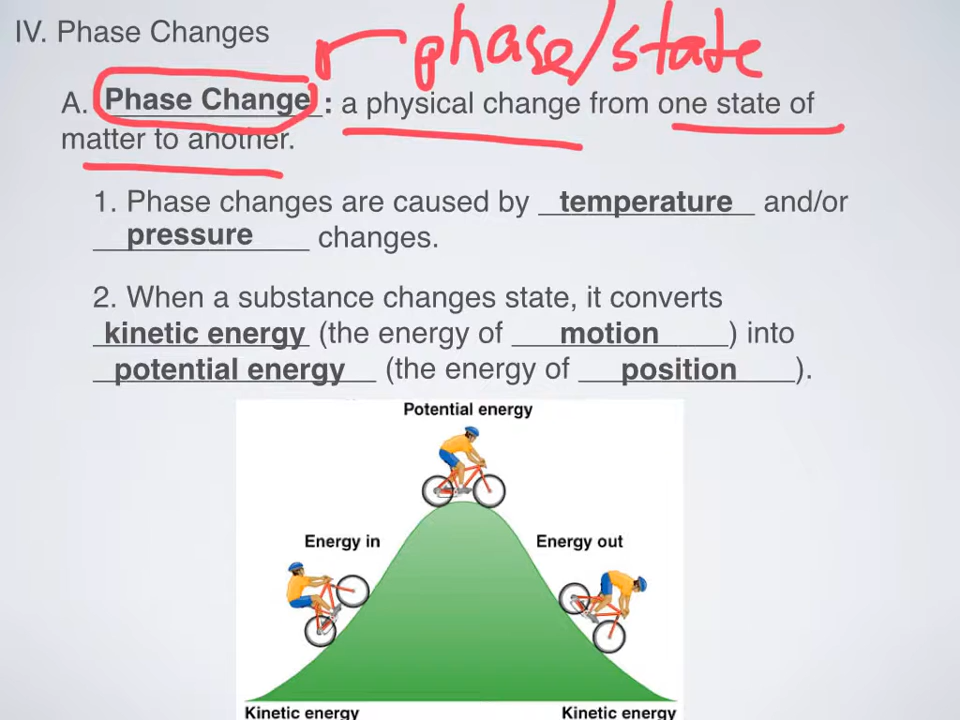 IV. Phase Changes
phase/state
A. Phase Change: a physical change from one state of
matter to another.
1. Phase changes are caused by temperature and/or
pressure changes.
2. When a substance changes state, it converts
kinetic energy (the energy of motion) into
potential energy (the energy of position).
Potential energy
Energy in
Energy out
Kinetic energy
Kinetic energy